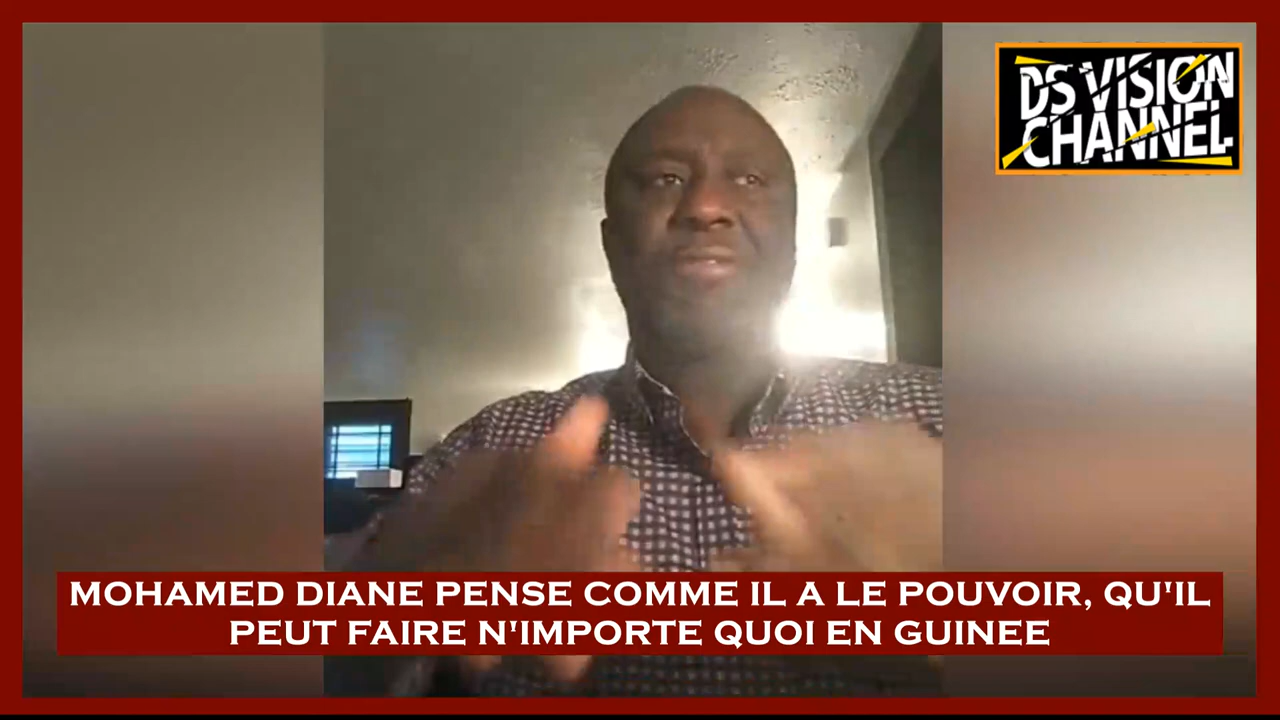 DS VISION
CHANNEL
MOHAMED DIANE PENSE COMME IL A LE POUVOIR, QU'IL
PEUT FAIRE N'IMPORTE QUOI EN GUINEE